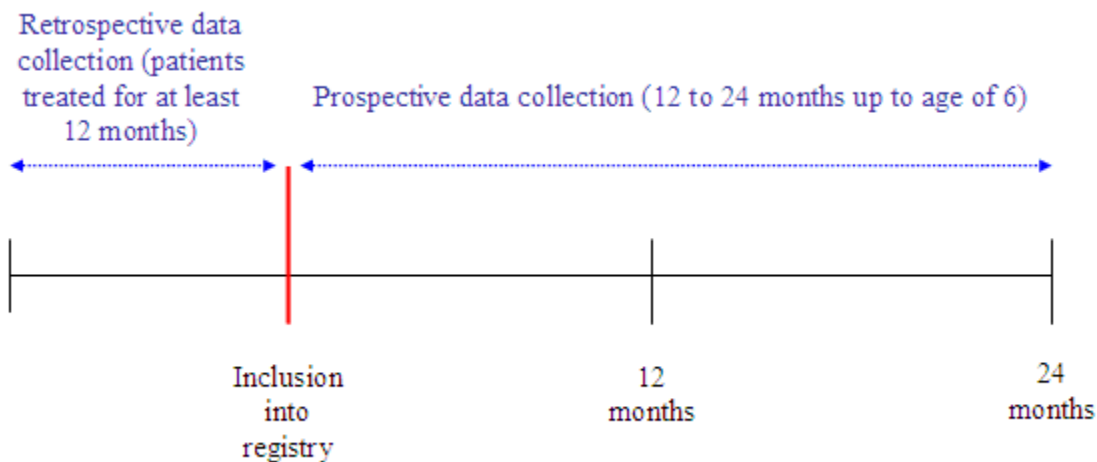 Retrospective data
collection (patients
treated for at least
12 months)
Prospective data collection (12 to 24 months up to age of 6)
Inclusion
into
registry
12
months
24
months